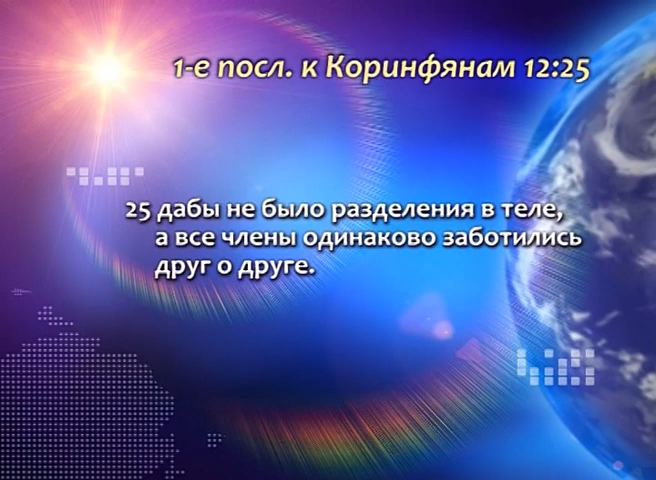 1-е посл. к Коринфянам 12:25
25 дабы не было разделения в теле,
а все члены одинаково заботились
друг о друге.